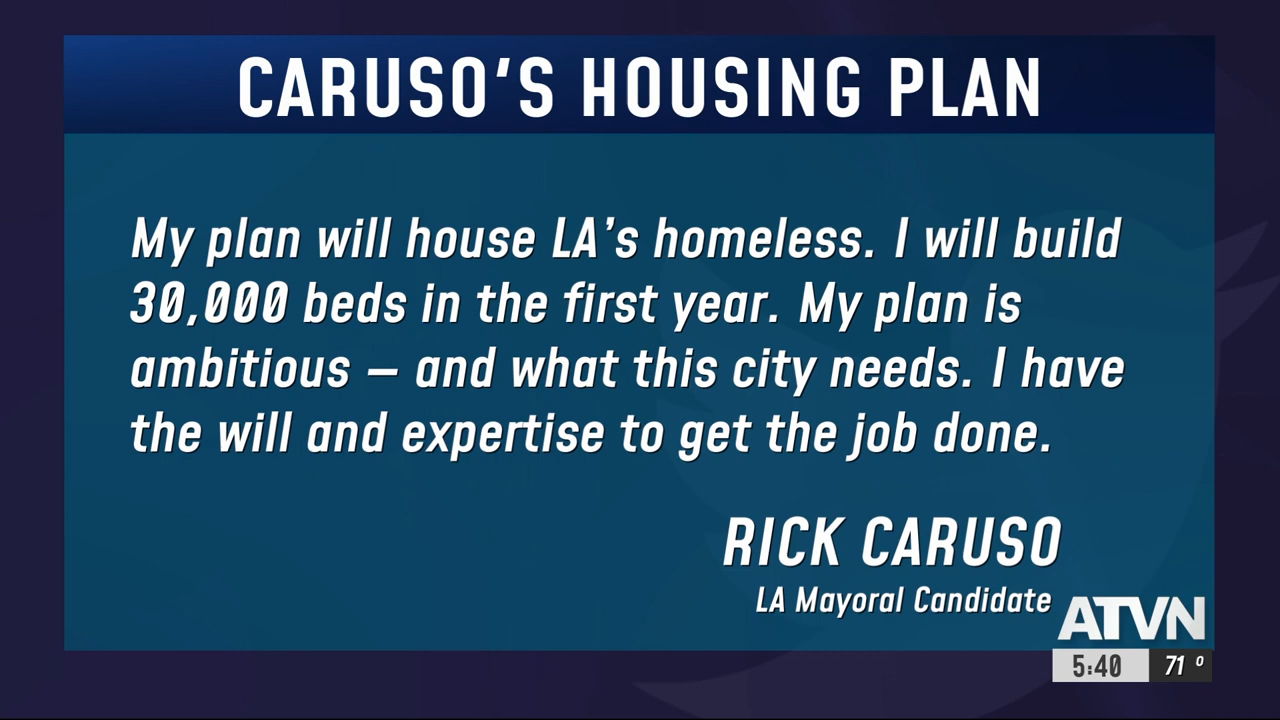 CARUSO'S HOUSING PLAN
My plan will house LA's homeless. I will build
30,000 beds in the first year. My plan is
ambitious – and what this city needs. I have
the will and expertise to get the job done.
RICK CARUSO
LA Mayoral Candidate
ATVN
5:40 71°